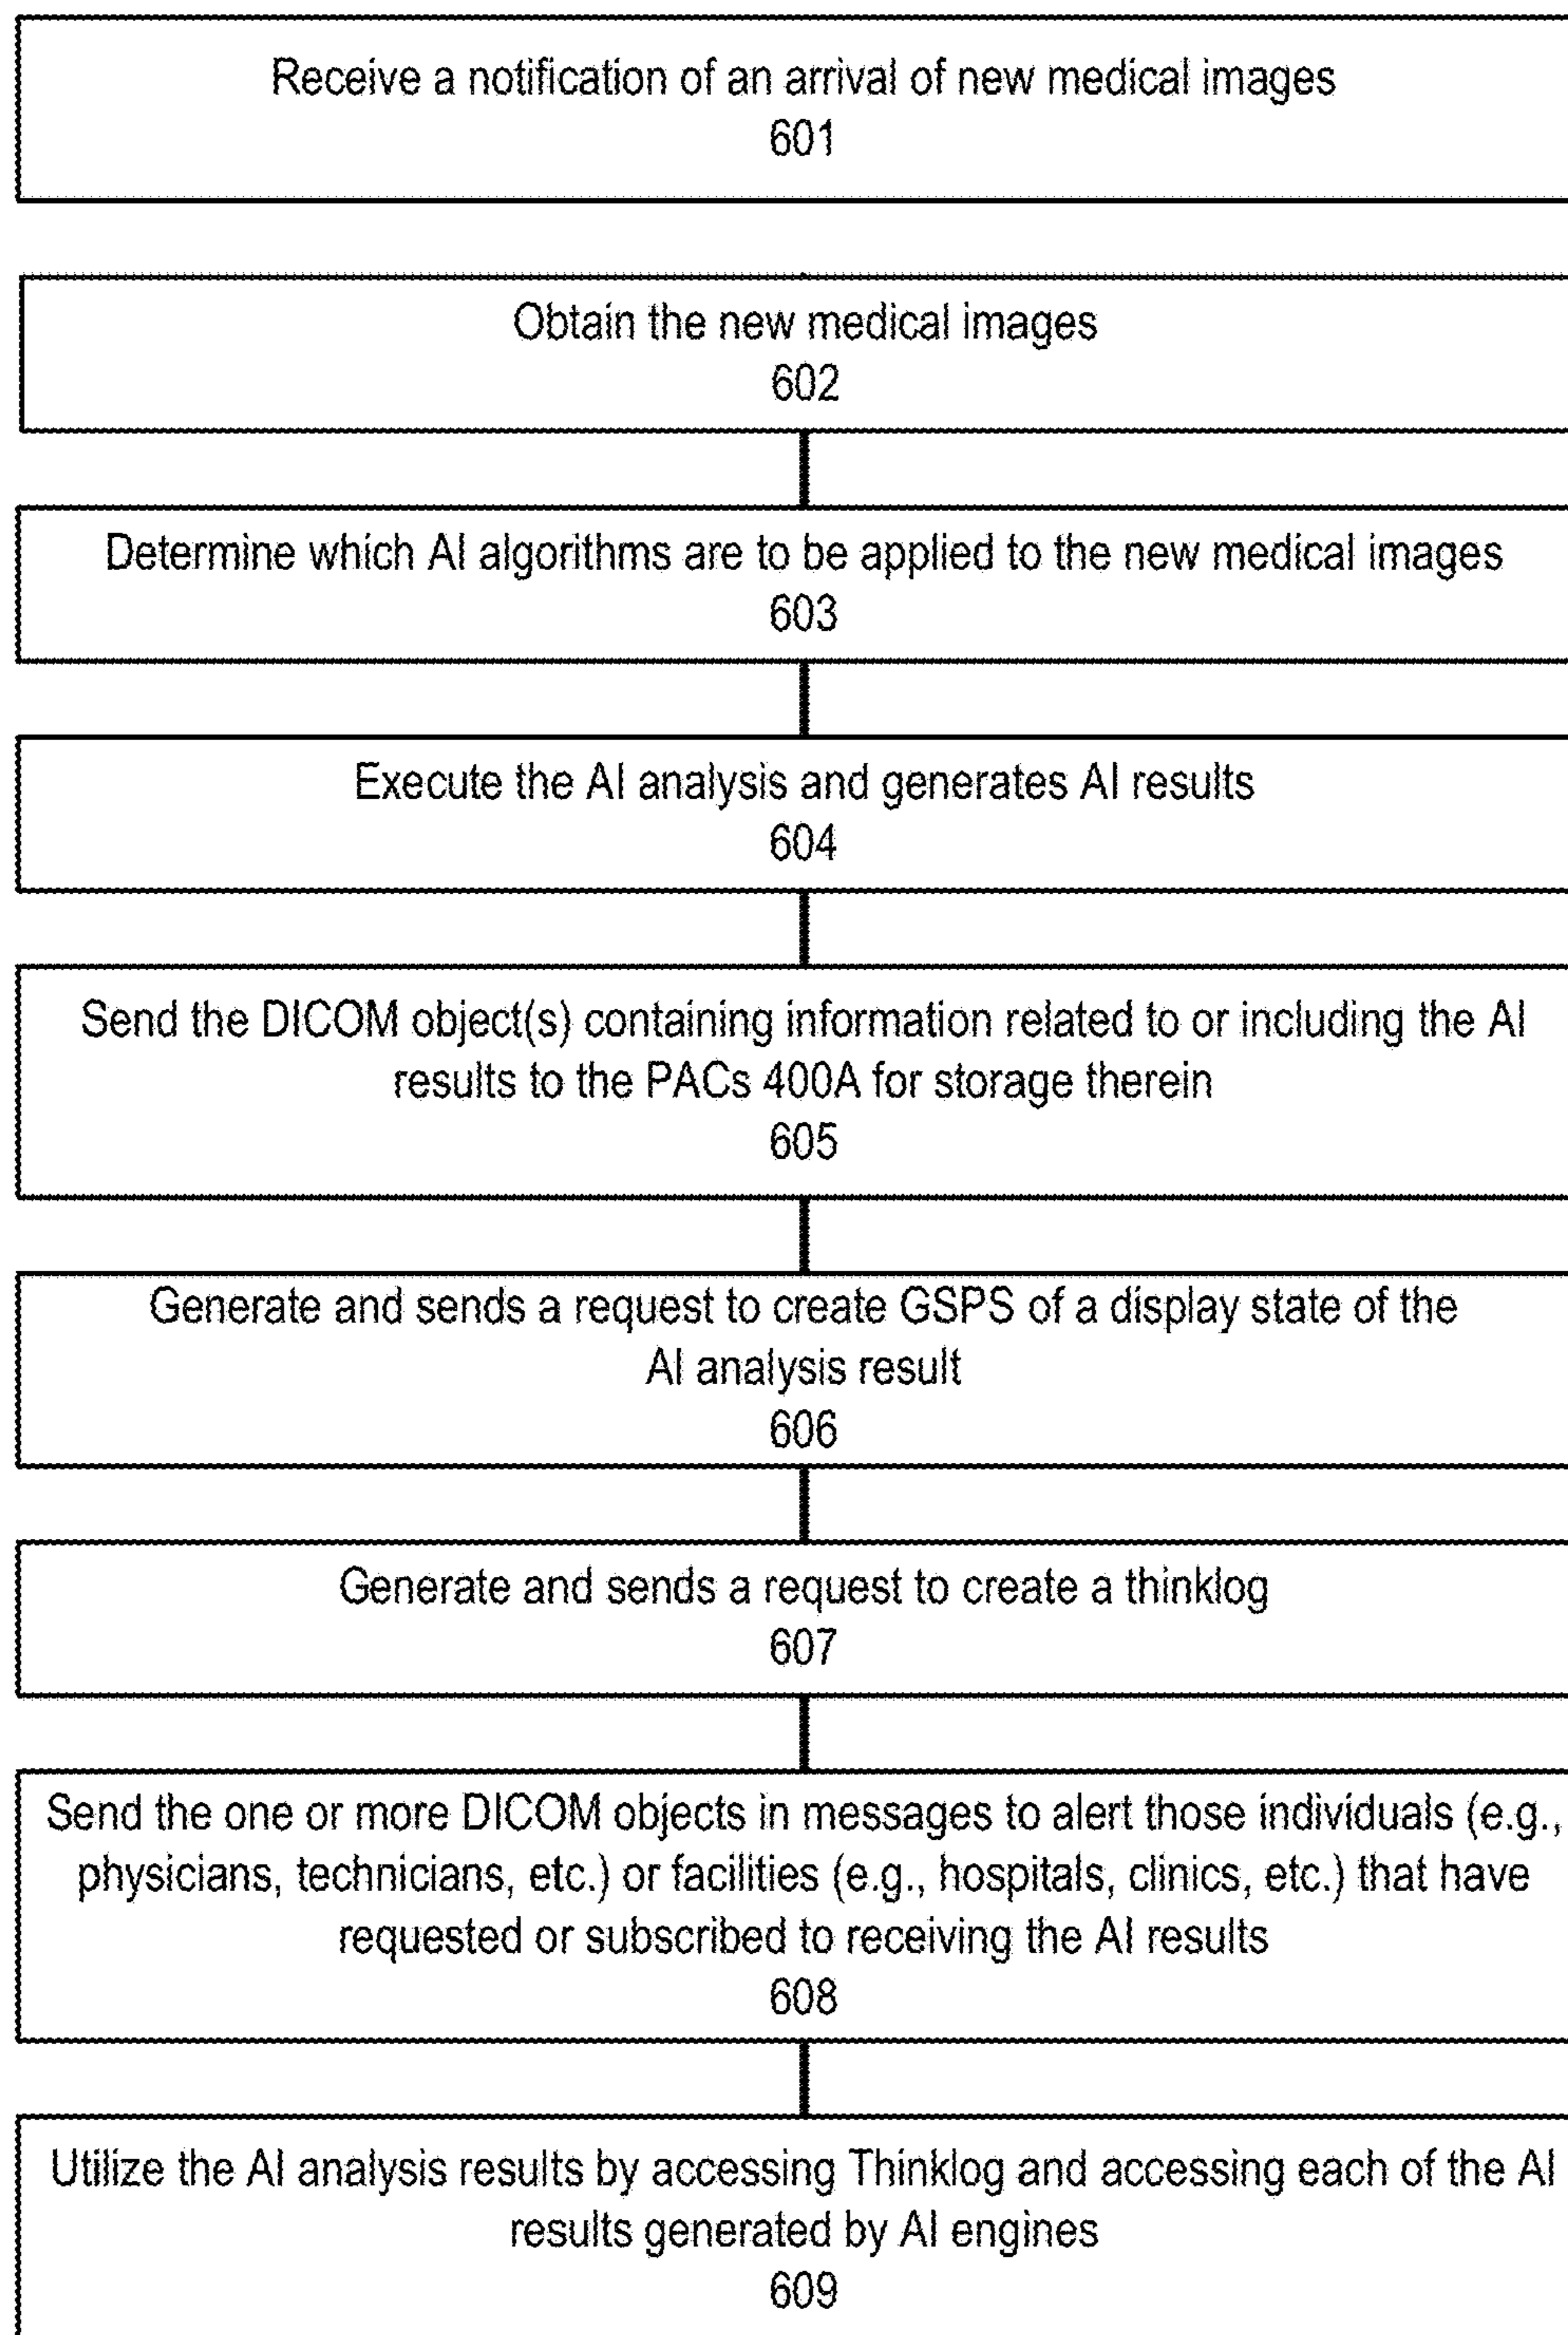 Receive a notification of an arrival of new medical images
601
Obtain the new medical images
602
Determine which AI algorithms are to be applied to the new medical images
603
Execute the AI analysis and generates AI results
604
Send the DICOM object(s) containing information related to or including the AI
results to the PACs 400A for storage therein
605
Generate and sends a request to create GSPS of a display state of the
AI analysis result
606
Generate and sends a request to create a thinklog
607
Send the one or more DICOM objects in messages to alert those individuals (e.g.,
physicians, technicians, etc.) or facilities (e.g., hospitals, clinics, etc.) that have
requested or subscribed to receiving the AI results
608
Utilize the AI analysis results by accessing Thinklog and accessing each of the AI
results generated by AI engines
609